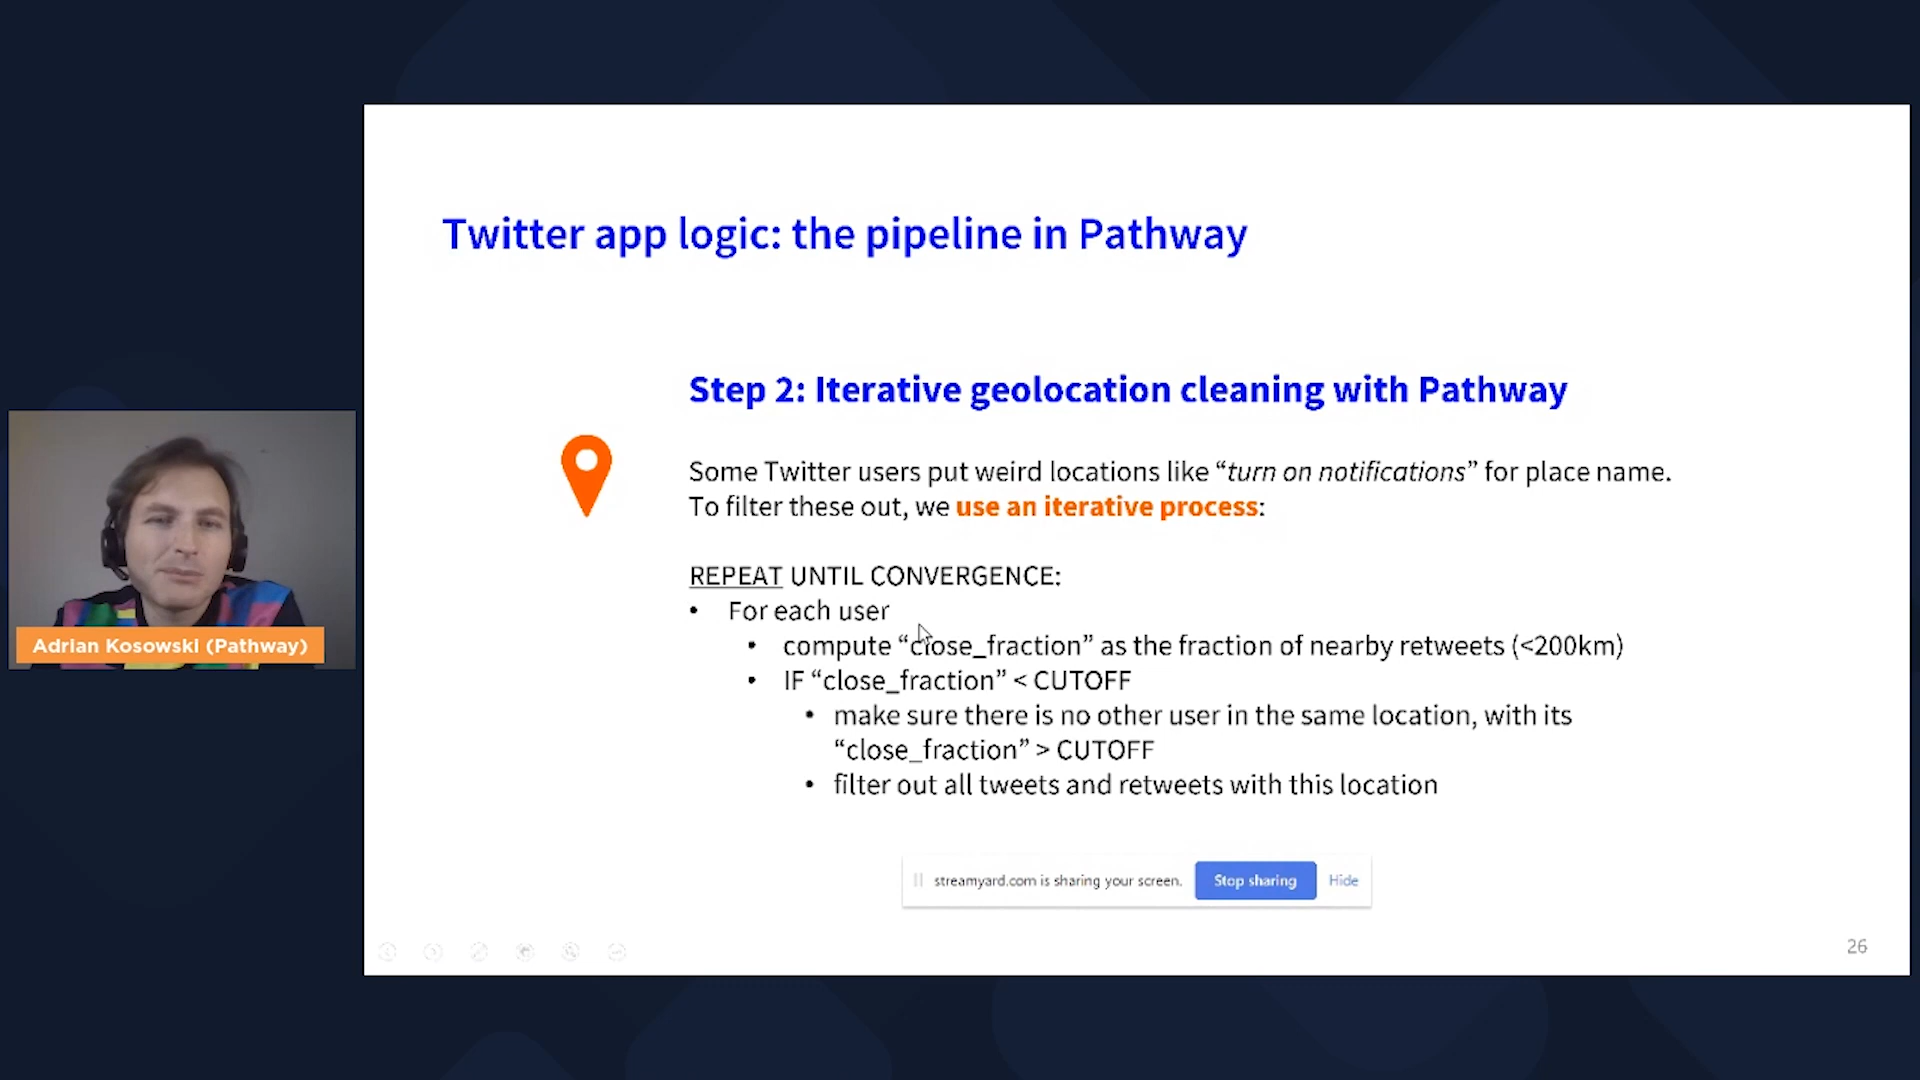 Twitter app logic: the pipeline in Pathway
Step 2: Iterative geolocation cleaning with Pathway
Some Twitter users put weird locations like “turn on notifications” for place name.
To filter these out, we use an iterative process:
REPEAT UNTIL CONVERGENCE:
• For each user
• compute “close_fraction” as the fraction of nearby retweets (<200km)
• IF “close_fraction” < CUTOFF
• make sure there is no other user in the same location, with its
“close_fraction” > CUTOFF
• filter out all tweets and retweets with this location
Adrian Kosowski (Pathway)
streamyard.com is sharing your screen.
Stop sharing
Hide
26